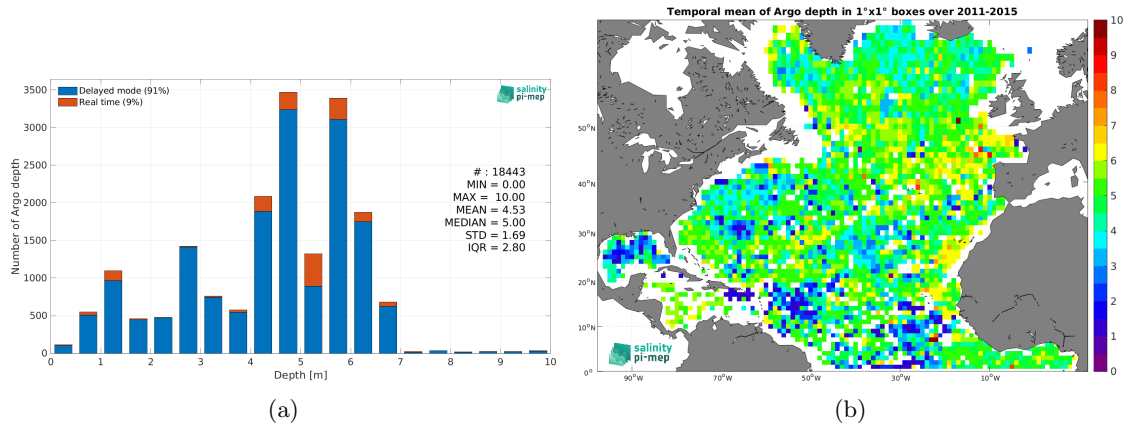 Delayed mode (91%)
Real time (9%)
salinity
pi-mep
3500
3000
2500
2000
1500
1000
500
0
Number of Argo depth
# : 18443
MIN = 0.00
MAX = 10.00
MEAN = 4.53
MEDIAN = 5.00
STD = 1.69
IQR = 2.80
0 1 2 3 4 5 6 7 8 9 10
Depth [m]
(a)
Temporal mean of Argo depth in 1°x1° boxes over 2011-2015
50°N
40°N
30°N
20°N
10°N
0°
90°W 70°W 50°W 30°W 10°W
salinity
pi-mep
10
9
8
7
6
5
4
3
2
1
0
(b)